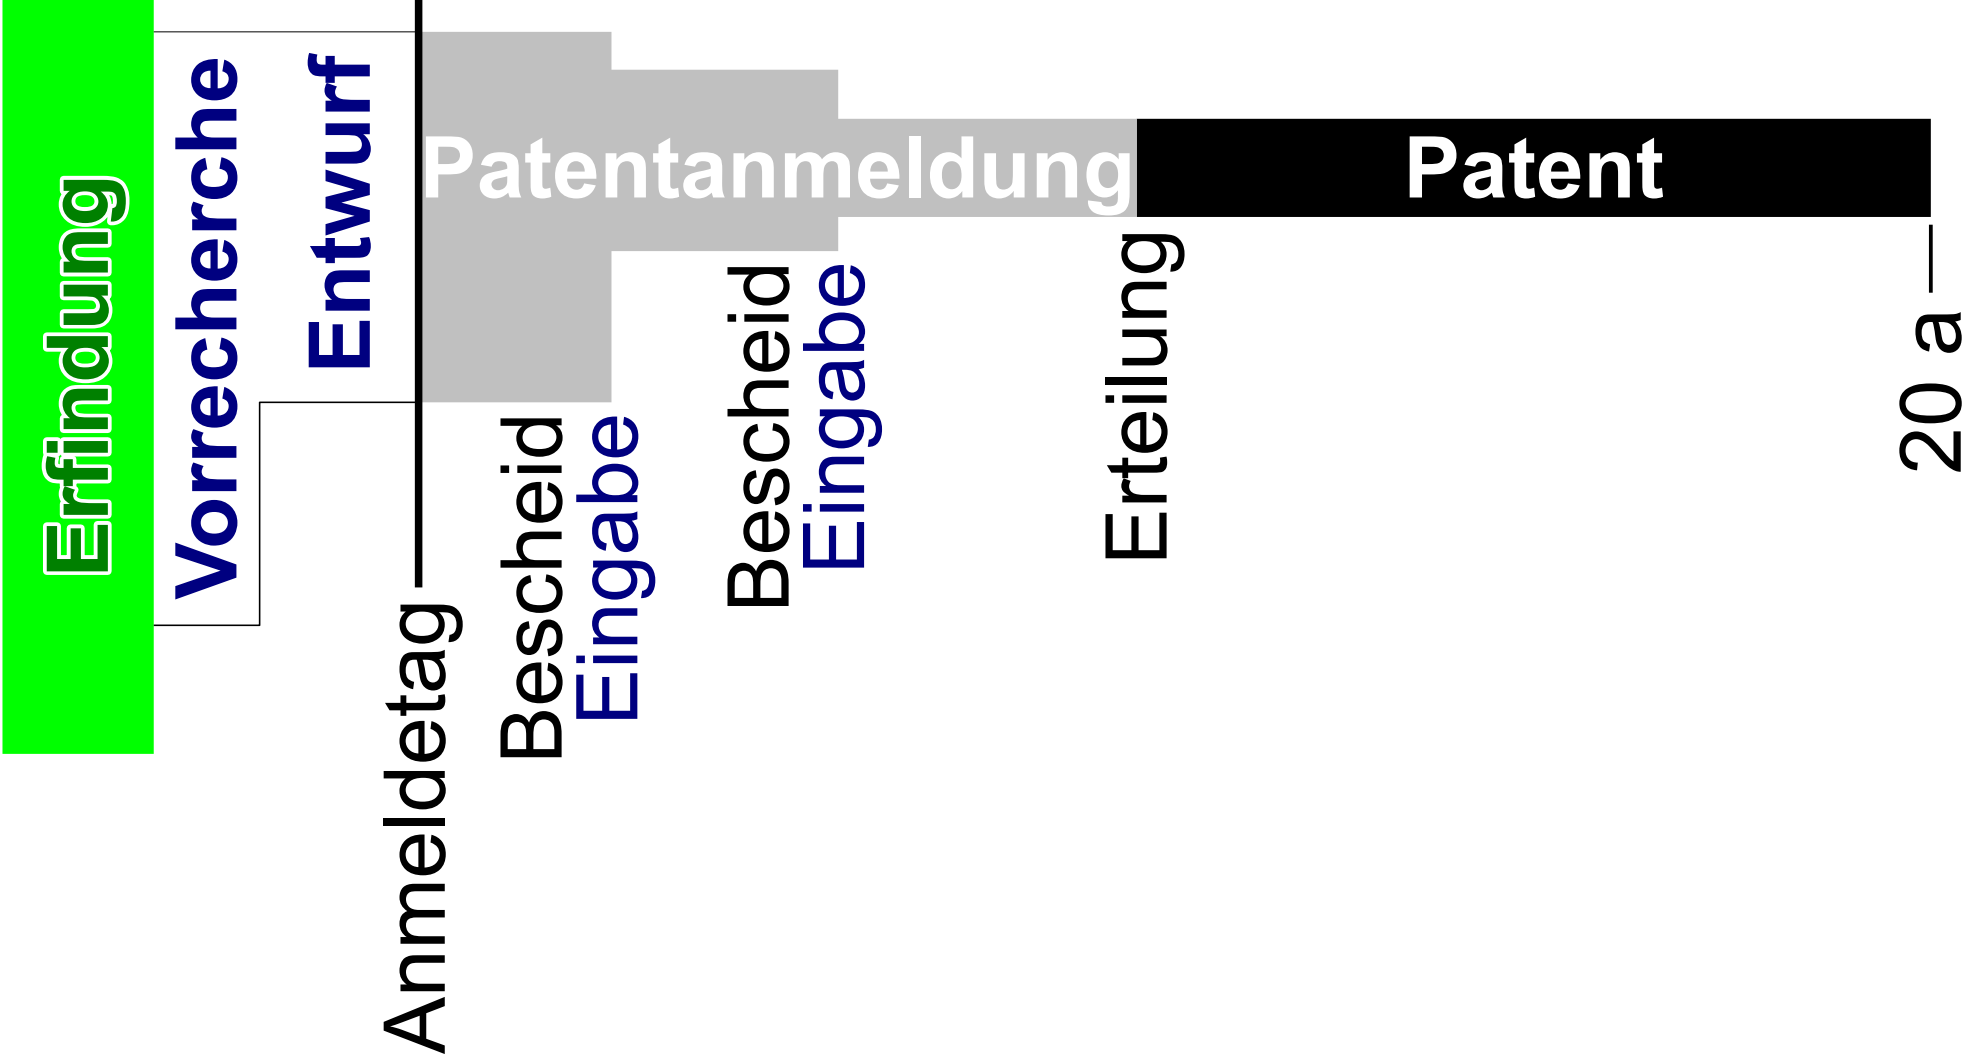 Erfindung
Vorrecherche
Entwurf
Patentanmeldung
Patent
Anmeldetag
Bescheid
Eingabe
Bescheid
Eingabe
Erteilung
20 a